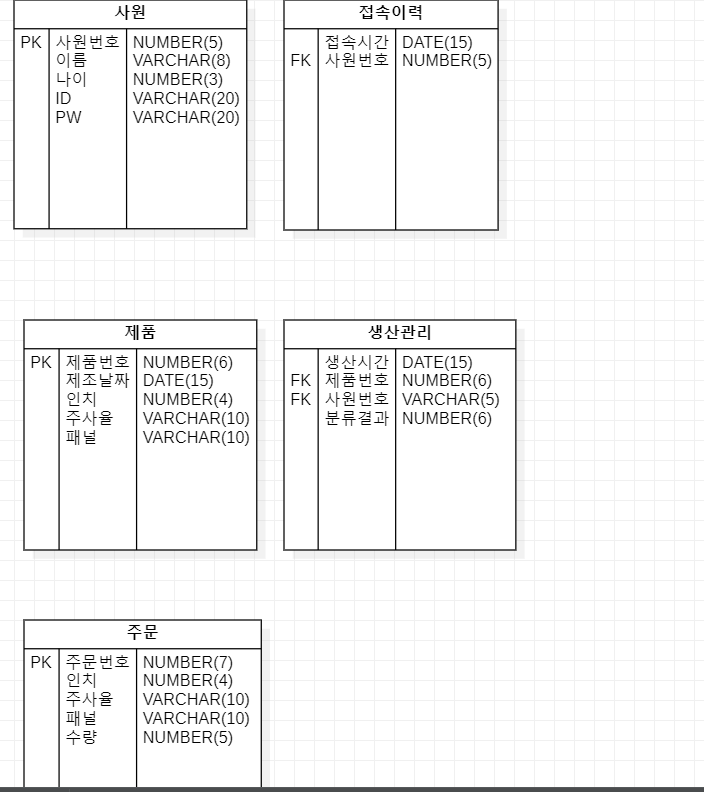 사원
PK 사원번호 NUMBER(5)
이름 VARCHAR(8)
나이 NUMBER(3)
ID VARCHAR(20)
PW VARCHAR(20)
접속이력
접속시간 DATE(15)
FK 사원번호 NUMBER(5)
제품
PK 제품번호 NUMBER(6)
제조날짜 DATE(15)
인치 NUMBER(4)
주사율 VARCHAR(10)
패널 VARCHAR(10)
생산관리
생산시간 DATE(15)
FK 제품번호 NUMBER(6)
FK 사원번호 VARCHAR(5)
분류결과 NUMBER(6)
주문
PK 주문번호 NUMBER(7)
인치 NUMBER(4)
주사율 VARCHAR(10)
패널 VARCHAR(10)
수량 NUMBER(5)